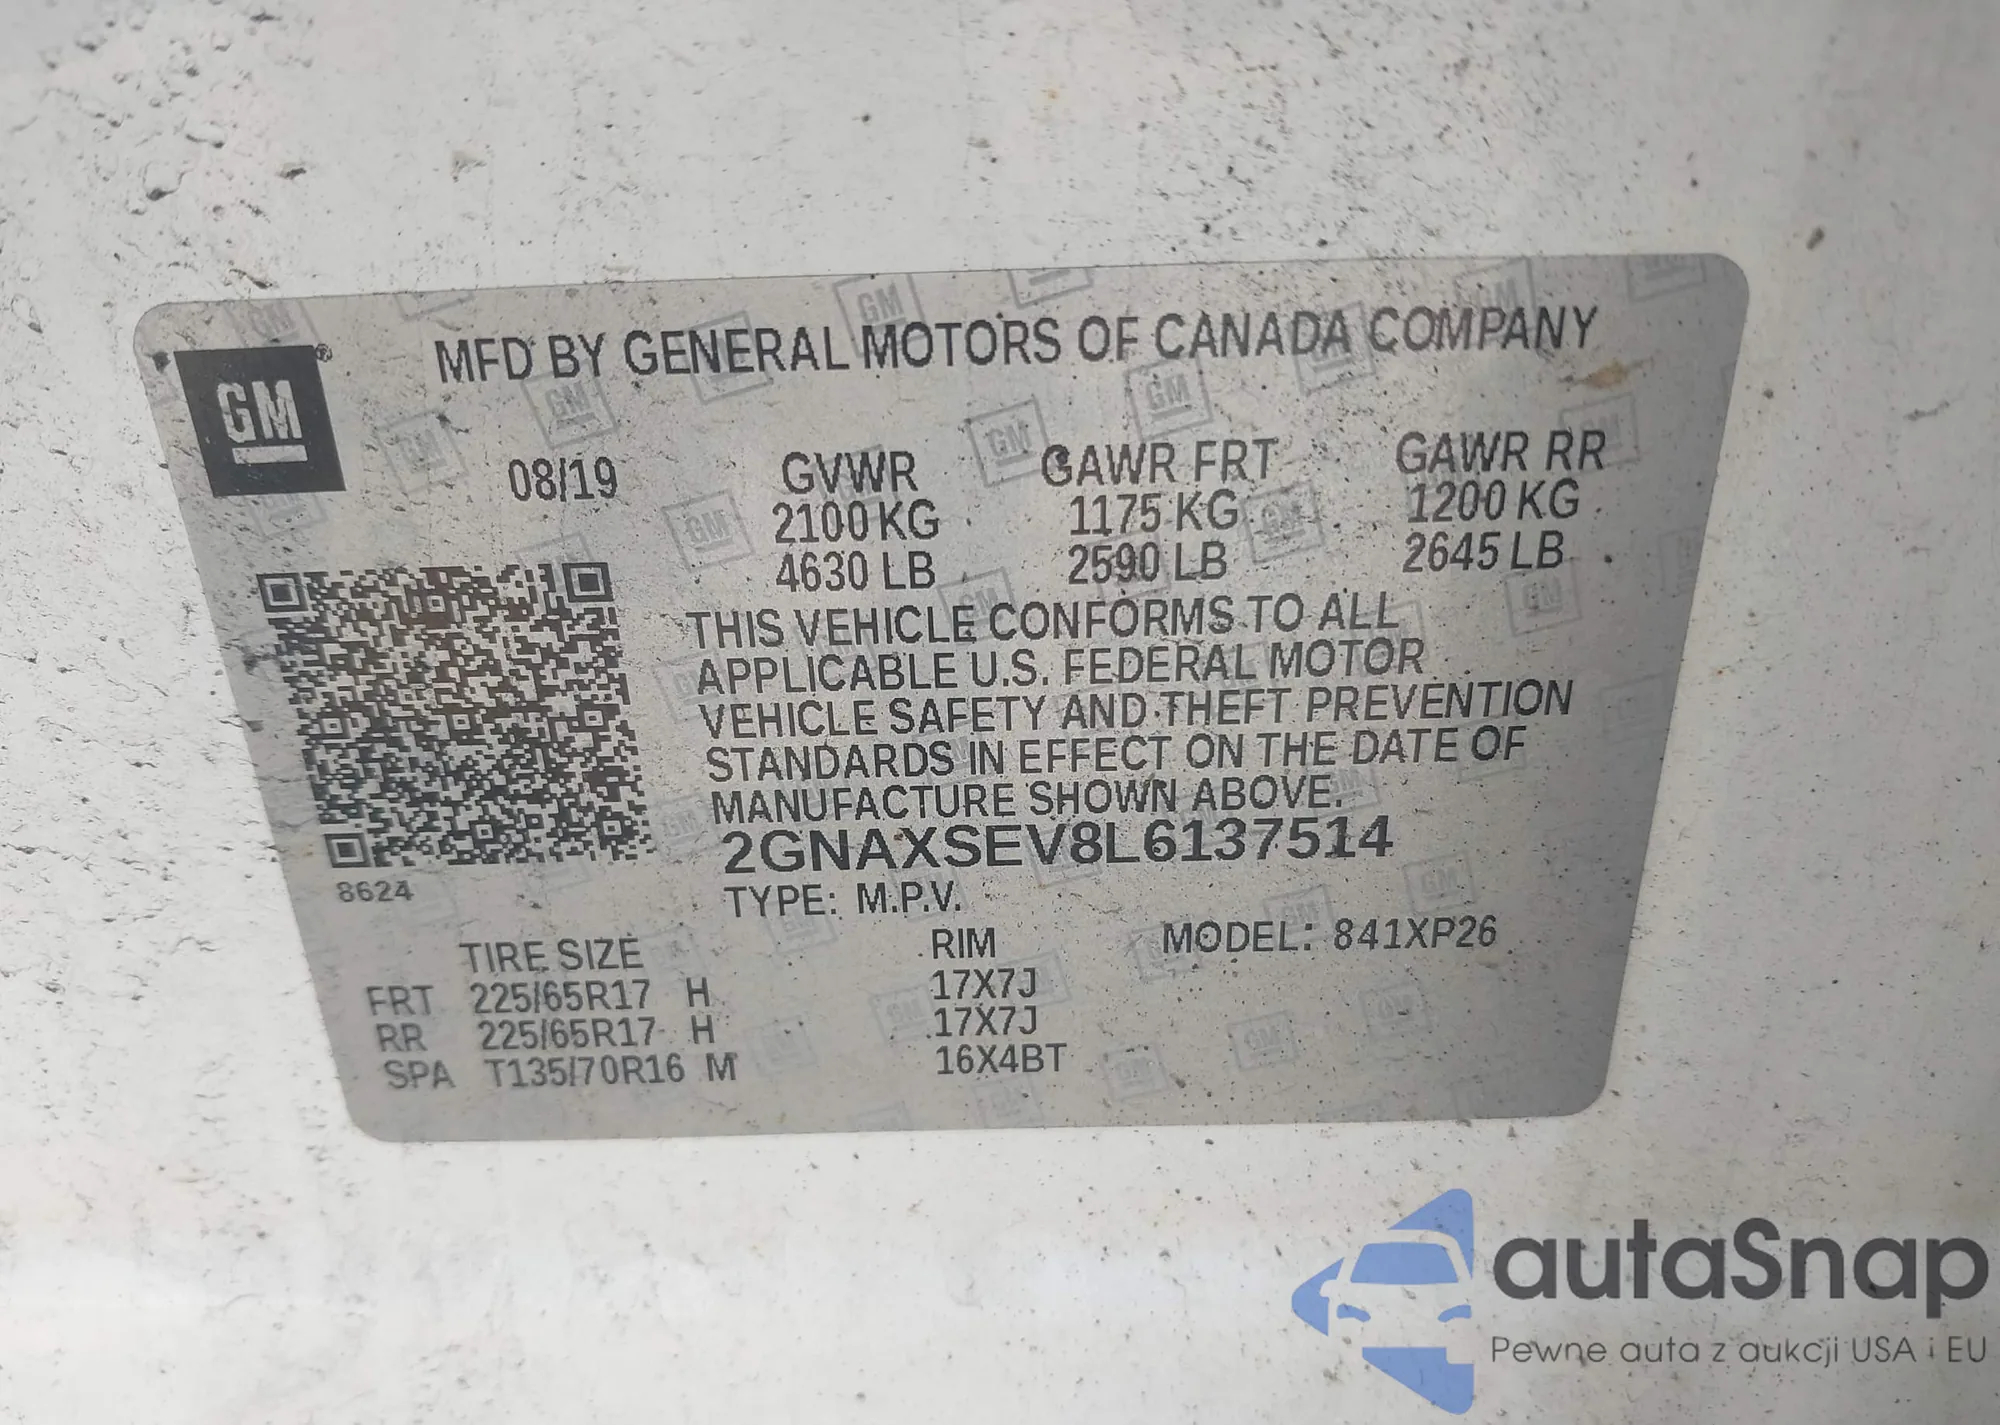 GM®
MFD BY GENERAL MOTORS OF CANADA COMPANY
08/19 GVWR GAWR FRT GAWR RR
2100 KG 1175 KG 1200 KG
4630 LB 2590 LB 2645 LB
THIS VEHICLE CONFORMS TO ALL
APPLICABLE U.S. FEDERAL MOTOR
VEHICLE SAFETY AND THEFT PREVENTION
STANDARDS IN EFFECT ON THE DATE OF
MANUFACTURE SHOWN ABOVE.
2GNAXSEV8L6137514
8624
TYPE: M.P.V.
TIRE SIZE RIM MODEL: 841XP26
FRT 225/65R17 H 17X7J
RR 225/65R17 H 17X7J
SPA T135/70R16 M 16X4BT
autaSnap
Pewne auta z aukcji USA i EU